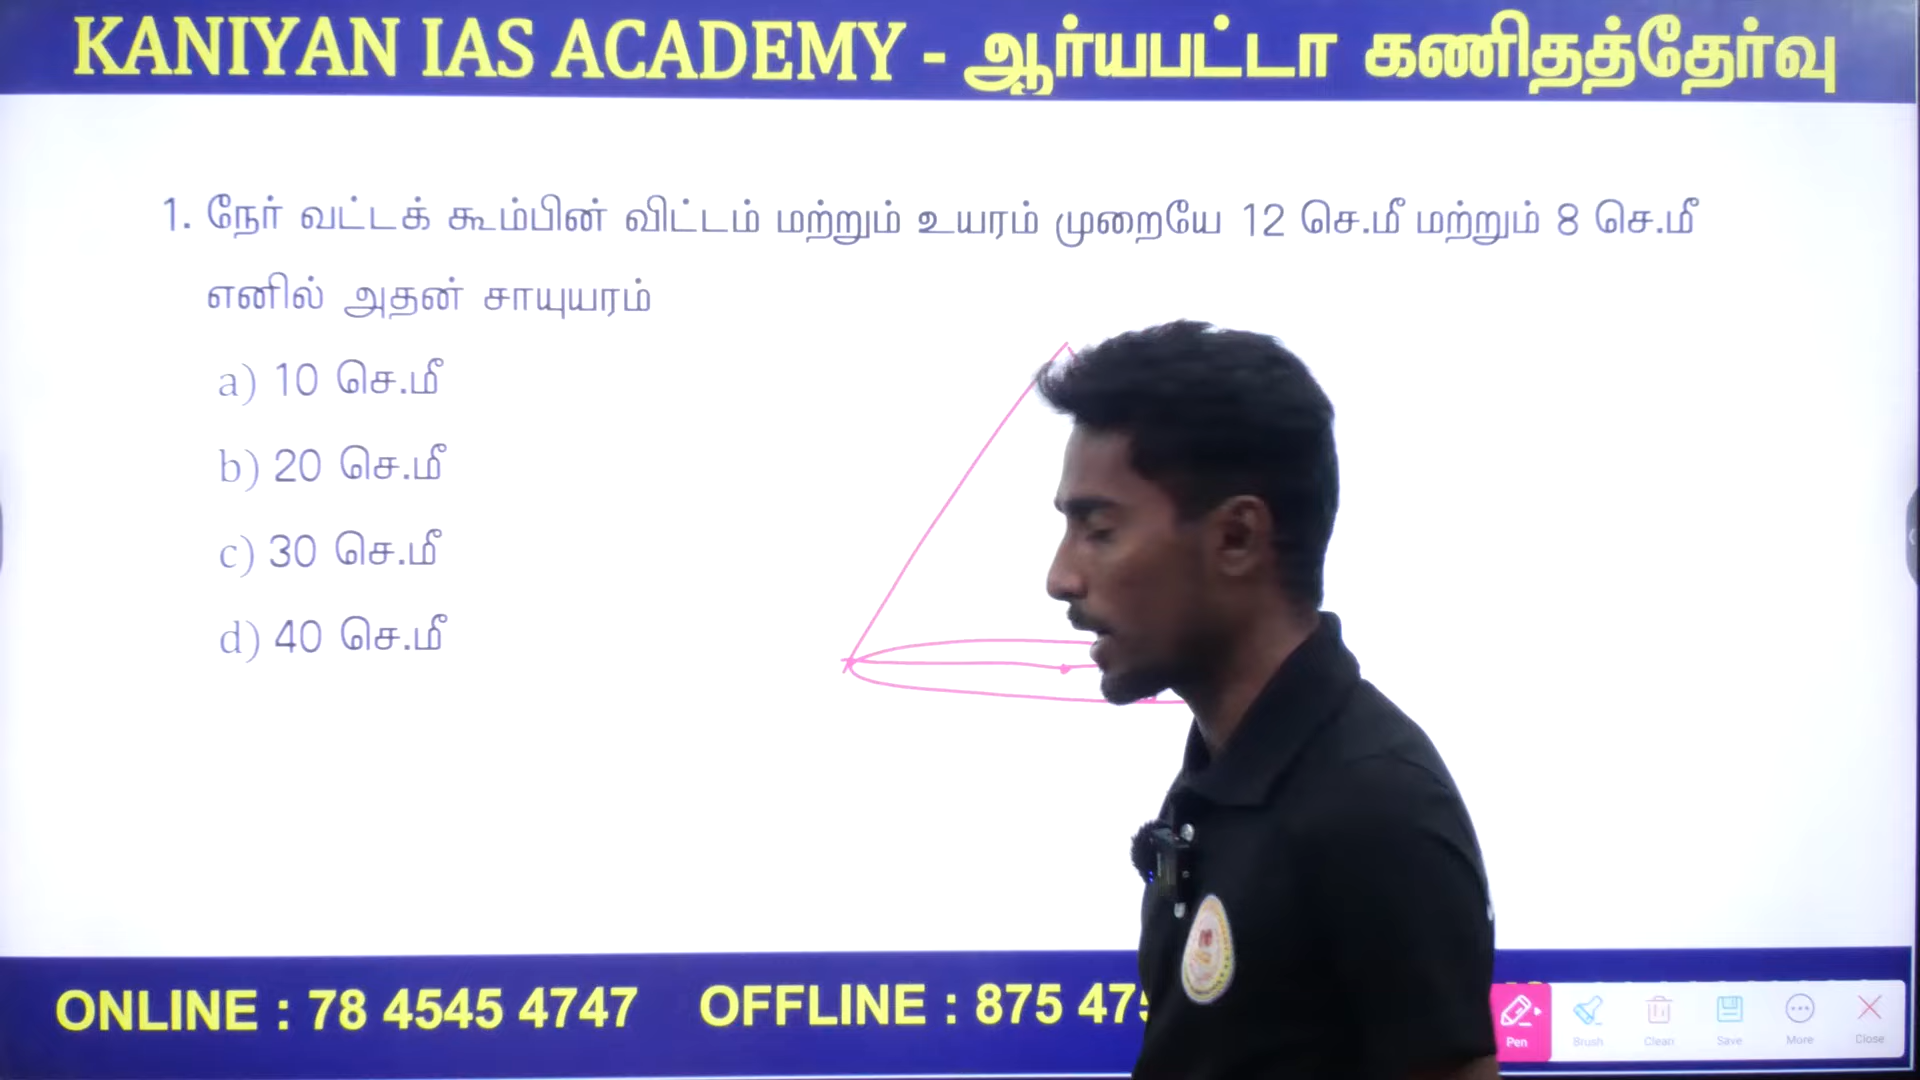 KANIYAN IAS ACADEMY - ஆர்யபட்டா கணிதத்தேர்வு
1. நேர் வட்டக் கூம்பின் விட்டம் மற்றும் உயரம் முறையே 12 செ.மீ மற்றும் 8 செ.மீ
எனில் அதன் சாயுயரம்
a) 10 செ.மீ
b) 20 செ.மீ
c) 30 செ.மீ
d) 40 செ.மீ
ONLINE : 78 4545 4747 OFFLINE : 875 475
Pen Brush Clean Save More Close